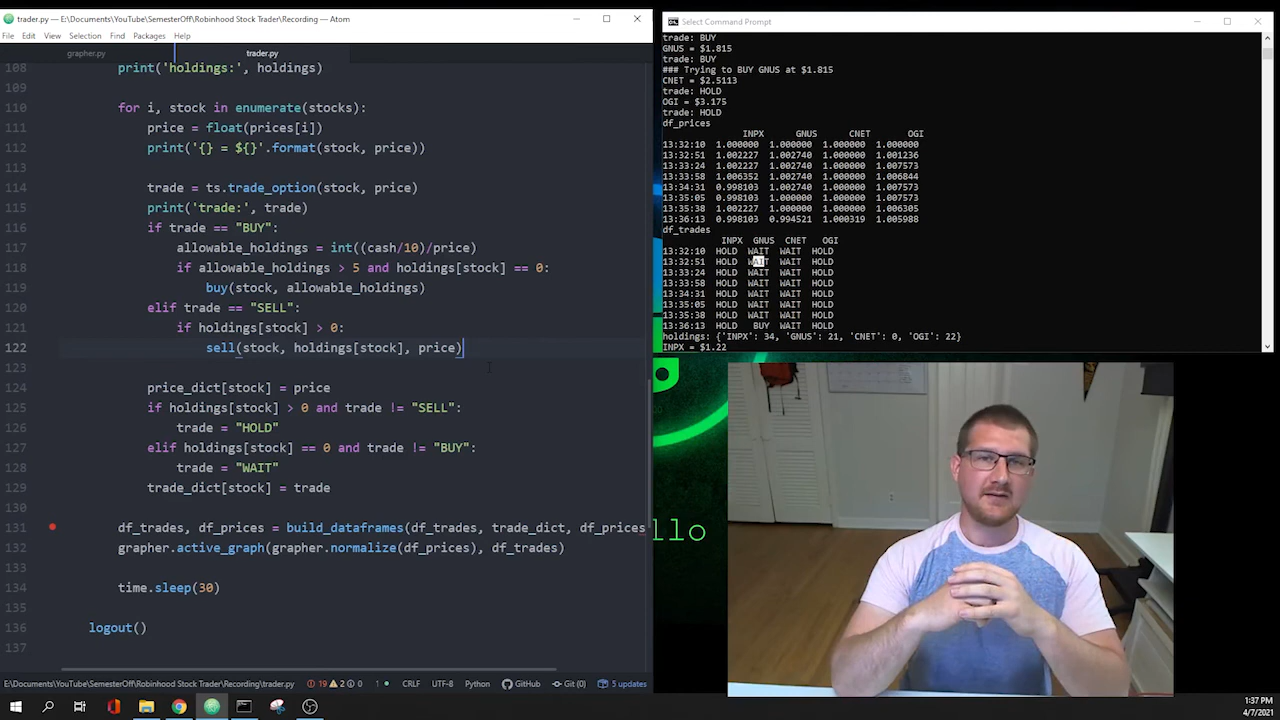 trader.py — E:\Documents\YouTube\SemesterOff\Robinhood Stock Trader\Recording — Atom
File Edit View Selection Find Packages Help
grapher.py trader.py
108 print('holdings:', holdings)
109
110 for i, stock in enumerate(stocks):
111 price = float(prices[i])
112 print('{} = ${}'.format(stock, price))
113
114 trade = ts.trade_option(stock, price)
115 print('trade:', trade)
116 if trade == "BUY":
117 allowable_holdings = int((cash/10)/price)
118 if allowable_holdings > 5 and holdings[stock] == 0:
119 buy(stock, allowable_holdings)
120 elif trade == "SELL":
121 if holdings[stock] > 0:
122 sell(stock, holdings[stock], price)
123
124 price_dict[stock] = price
125 if holdings[stock] > 0 and trade != "SELL":
126 trade = "HOLD"
127 elif holdings[stock] == 0 and trade != "BUY":
128 trade = "WAIT"
129 trade_dict[stock] = trade
130
131 df_trades, df_prices = build_dataframes(df_trades, trade_dict, df_prices
132 grapher.active_graph(grapher.normalize(df_prices), df_trades)
133
134 time.sleep(30)
135
136 logout()
137
E:\Documents\YouTube\SemesterOff\Robinhood Stock Trader\Recording\trader.py 19 2 0 1 CRLF UTF-8 Python GitHub Git (0) 5 updates
Select Command Prompt
trade: BUY
GNUS = $1.815
trade: BUY
### Trying to BUY GNUS at $1.815
CNET = $2.5113
trade: HOLD
OGI = $3.175
trade: HOLD
df_prices
INPX GNUS CNET OGI
13:32:10 1.000000 1.000000 1.000000 1.000000
13:32:51 1.002227 1.002740 1.000000 1.001236
13:33:24 1.002227 1.002740 1.000000 1.007573
13:33:58 1.006352 1.002740 1.000000 1.006844
13:34:31 0.998103 1.002740 1.000000 1.007573
13:35:05 0.998103 1.000000 1.000000 1.007573
13:35:38 1.002227 1.000000 1.000000 1.006305
13:36:13 0.998103 0.994521 1.000319 1.005988
df_trades
INPX GNUS CNET OGI
13:32:10 HOLD WAIT WAIT HOLD
13:32:51 HOLD WAIT WAIT HOLD
13:33:24 HOLD WAIT WAIT HOLD
13:33:58 HOLD WAIT WAIT HOLD
13:34:31 HOLD WAIT WAIT HOLD
13:35:05 HOLD WAIT WAIT HOLD
13:35:38 HOLD WAIT WAIT HOLD
13:36:13 HOLD BUY WAIT HOLD
holdings: {'INPX': 34, 'GNUS': 21, 'CNET': 0, 'OGI': 22}
INPX = $1.22
llo
1:37 PM
4/7/2021